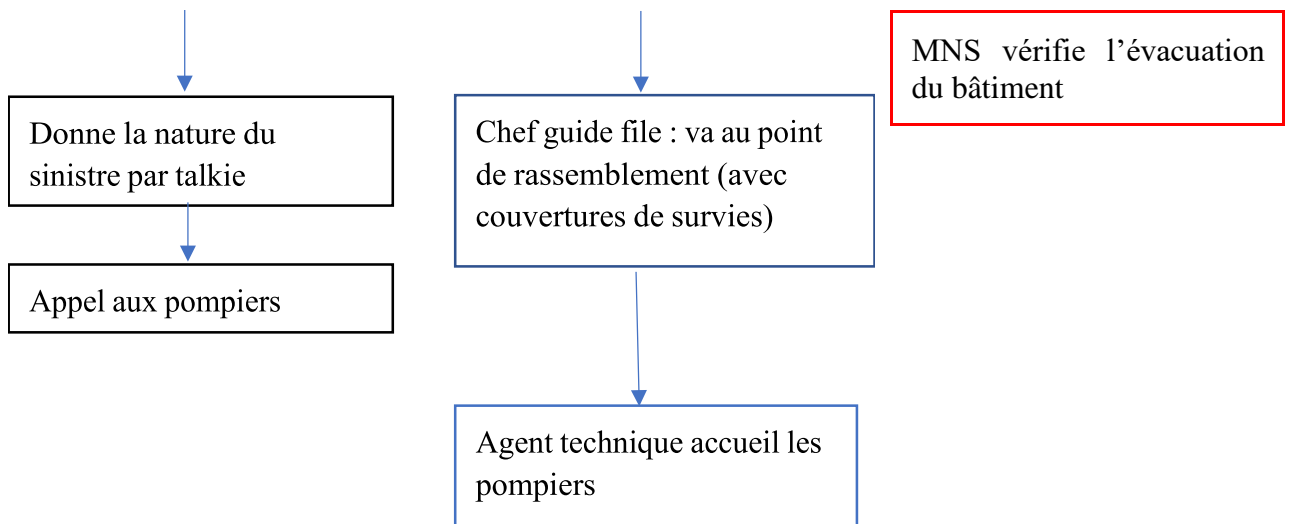 MNS vérifie l’évacuation
du bâtiment
Donne la nature du
sinistre par talkie
Chef guide file : va au point
de rassemblement (avec
couvertures de survies)
Appel aux pompiers
Agent technique accueil les
pompiers